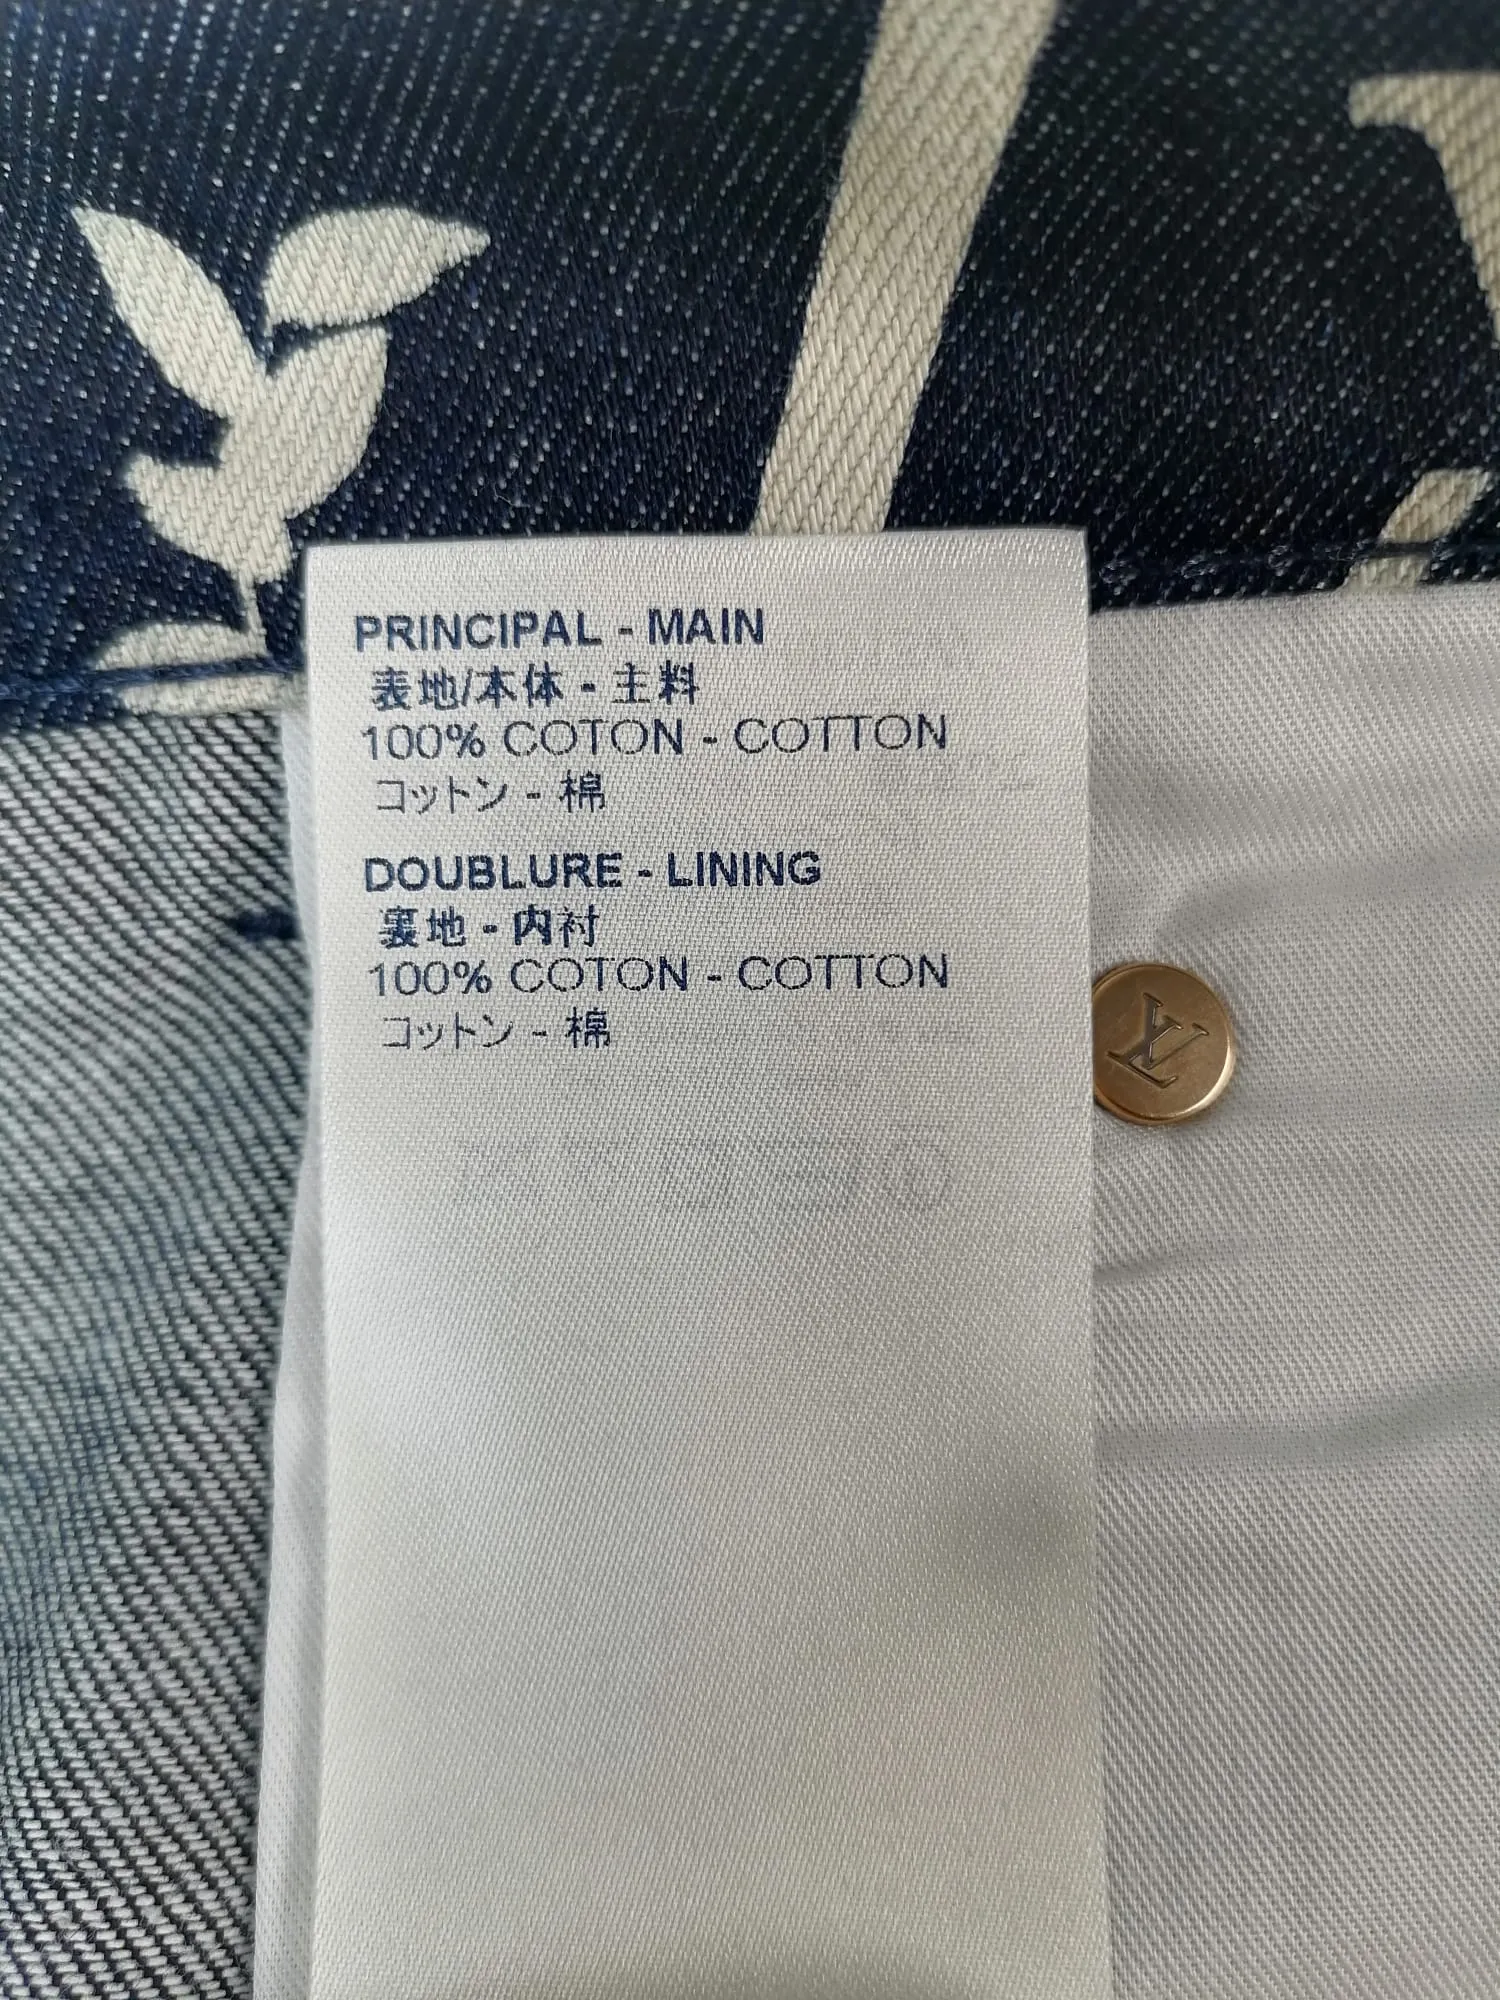 PRINCIPAL - MAIN
表地/本体 - 主料
100% COTON - COTTON
コットン - 棉
DOUBLURE - LINING
裏地 - 内衬
100% COTON - COTTON
コットン - 棉
LV